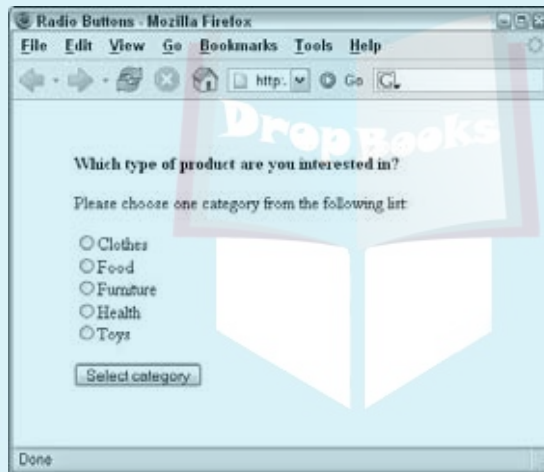 Radio Buttons - Mozilla Firefox
File Edit View Go Bookmarks Tools Help
http: Go G
DropBooks
Which type of product are you interested in?
Please choose one category from the following list:
Clothes
Food
Furniture
Health
Toys
Select category
Done